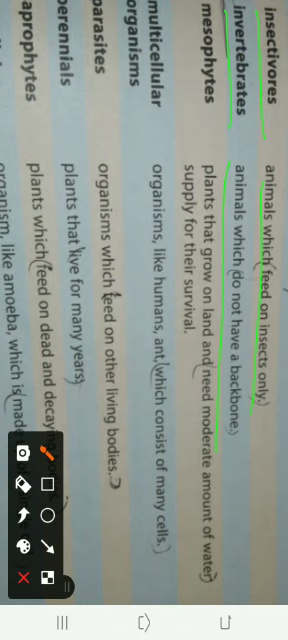 insectivores animals which feed on insects only.
invertebrates animals which do not have a backbone.
mesophytes plants that grow on land and need moderate amount of water
supply for their survival.
multicellular organisms, like humans, ant, which consist of many cells.
organisms
parasites organisms which feed on other living bodies.
perennials plants that live for many years.
aprophytes plants which feed on dead and decaying
organism, like amoeba, which is made